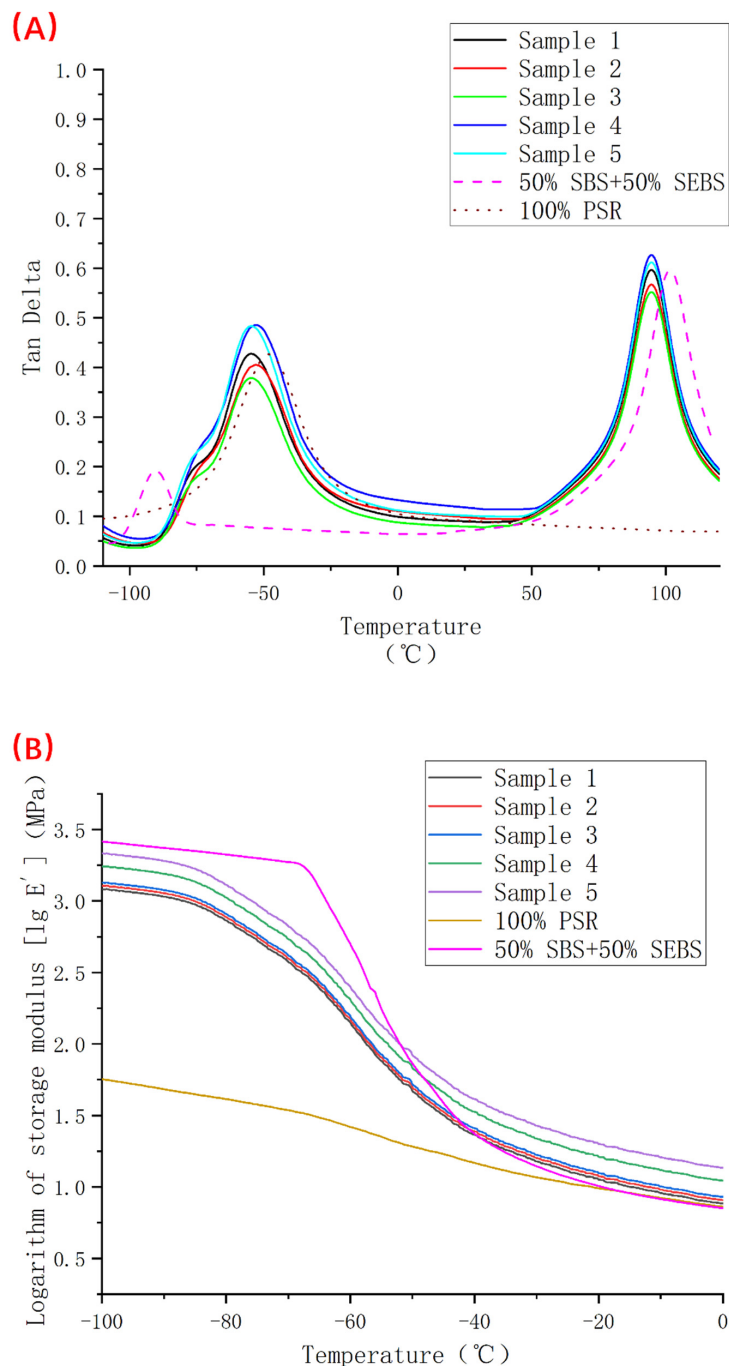 (A)
Sample 1
Sample 2
Sample 3
Sample 4
Sample 5
50% SBS+50% SEBS
100% PSR
1.0
0.9
0.8
0.7
0.6
0.5
0.4
0.3
0.2
0.1
0.0
Tan Delta
-100
-50
0
50
100
Temperature
(℃)
(B)
Sample 1
Sample 2
Sample 3
Sample 4
Sample 5
100% PSR
50% SBS+50% SEBS
3.5
3.0
2.5
2.0
1.5
1.0
0.5
Logarithm of storage modulus [lg E′] (MPa)
-100
-80
-60
-40
-20
0
Temperature (℃)